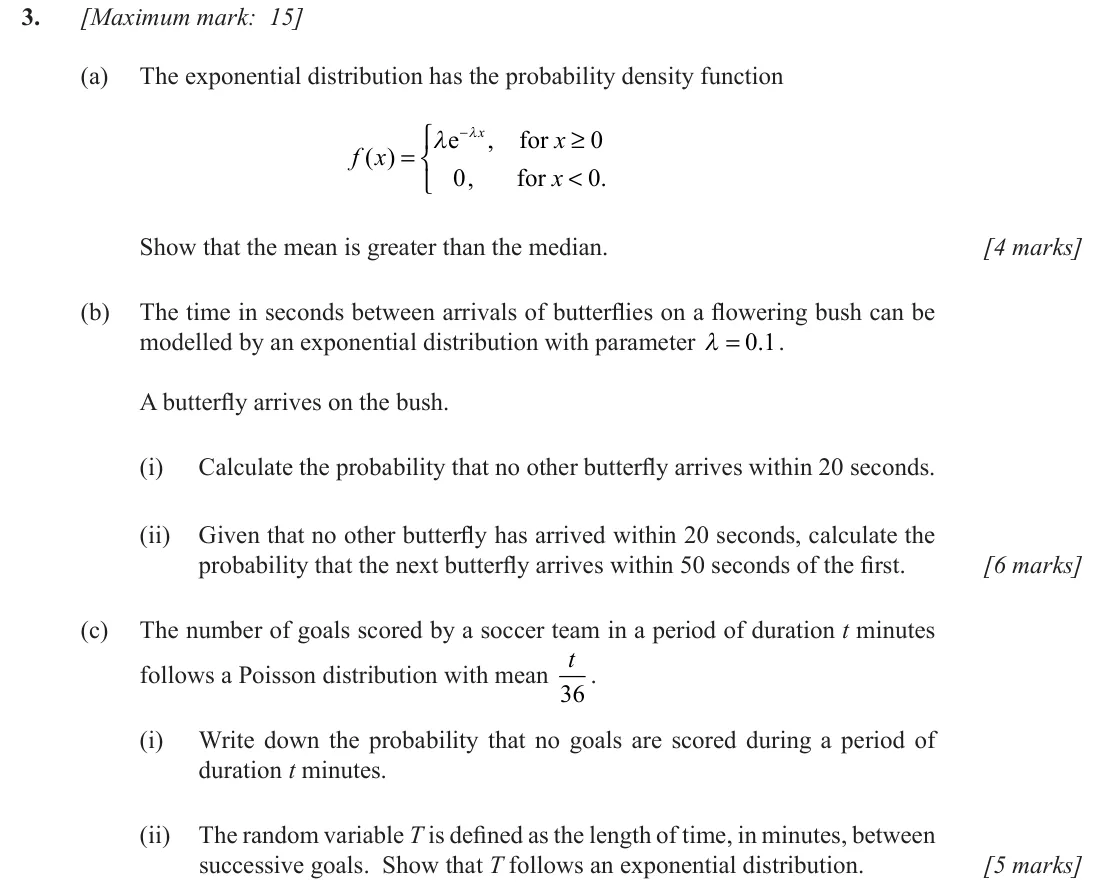 3. [Maximum mark: 15]
(a) The exponential distribution has the probability density function
f(x) = { λe^{−λx}, for x ≥ 0
0, for x < 0.
Show that the mean is greater than the median. [4 marks]
(b) The time in seconds between arrivals of butterflies on a flowering bush can be
modelled by an exponential distribution with parameter λ = 0.1.
A butterfly arrives on the bush.
(i) Calculate the probability that no other butterfly arrives within 20 seconds.
(ii) Given that no other butterfly has arrived within 20 seconds, calculate the
probability that the next butterfly arrives within 50 seconds of the first. [6 marks]
(c) The number of goals scored by a soccer team in a period of duration t minutes
follows a Poisson distribution with mean t/36.
(i) Write down the probability that no goals are scored during a period of
duration t minutes.
(ii) The random variable T is defined as the length of time, in minutes, between
successive goals. Show that T follows an exponential distribution. [5 marks]